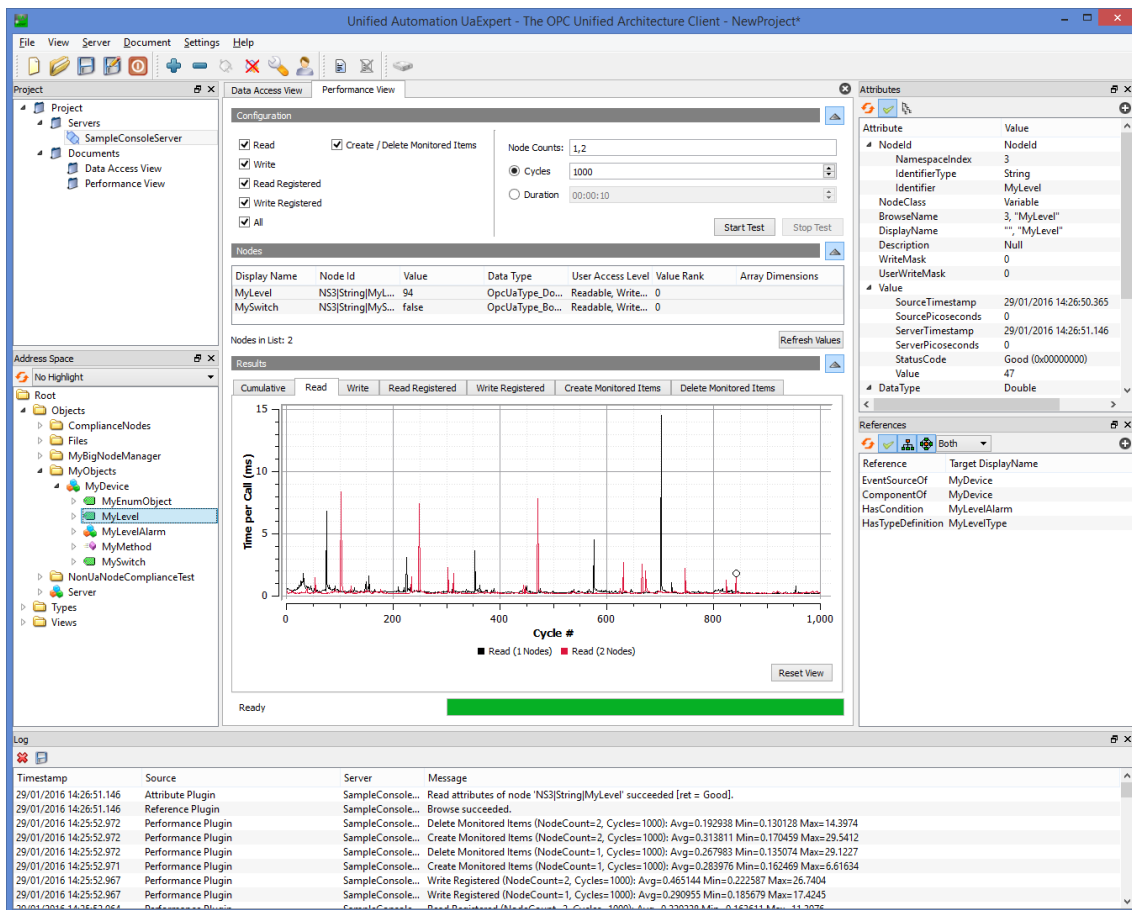 Unified Automation UaExpert - The OPC Unified Architecture Client - NewProject*
File View Server Document Settings Help
Project
Project
Servers
SampleConsoleServer
Documents
Data Access View
Performance View
Address Space
No Highlight
Root
Objects
ComplianceNodes
Files
MyBigNodeManager
MyObjects
MyDevice
MyEnumObject
MyLevel
MyLevelAlarm
MyMethod
MySwitch
NonUaNodeComplianceTest
Server
Types
Views
Data Access View Performance View
Configuration
Read Create / Delete Monitored Items
Write
Read Registered
Write Registered
All
Node Counts: 1,2
Cycles 1000
Duration 00:00:10
Start Test Stop Test
Nodes
Display Name Node Id Value Data Type User Access Level Value Rank Array Dimensions
MyLevel NS3|String|MyL... 94 OpcUaType_Do... Readable, Write... 0
MySwitch NS3|String|MyS... false OpcUaType_Bo... Readable, Write... 0
Nodes in List: 2 Refresh Values
Results
Cumulative Read Write Read Registered Write Registered Create Monitored Items Delete Monitored Items
Time per Call (ms)
15
10
5
0
0 200 400 600 800 1,000
Cycle #
Read (1 Nodes) Read (2 Nodes)
Reset View
Ready
Attributes
Attribute Value
NodeId NodeId
NamespaceIndex 3
IdentifierType String
Identifier MyLevel
NodeClass Variable
BrowseName 3, "MyLevel"
DisplayName "", "MyLevel"
Description Null
WriteMask 0
UserWriteMask 0
Value
SourceTimestamp 29/01/2016 14:26:50.365
SourcePicoseconds 0
ServerTimestamp 29/01/2016 14:26:51.146
ServerPicoseconds 0
StatusCode Good (0x00000000)
Value 47
DataType Double
References
Both
Reference Target DisplayName
EventSourceOf MyDevice
ComponentOf MyDevice
HasCondition MyLevelAlarm
HasTypeDefinition MyLevelType
Log
Timestamp Source Server Message
29/01/2016 14:26:51.146 Attribute Plugin SampleConsole... Read attributes of node 'NS3|String|MyLevel' succeeded [ret = Good].
29/01/2016 14:26:51.146 Reference Plugin SampleConsole... Browse succeeded.
29/01/2016 14:25:52.972 Performance Plugin SampleConsole... Delete Monitored Items (NodeCount=2, Cycles=1000): Avg=0.192938 Min=0.130128 Max=14.3974
29/01/2016 14:25:52.972 Performance Plugin SampleConsole... Create Monitored Items (NodeCount=2, Cycles=1000): Avg=0.313811 Min=0.170459 Max=29.5412
29/01/2016 14:25:52.972 Performance Plugin SampleConsole... Delete Monitored Items (NodeCount=1, Cycles=1000): Avg=0.267983 Min=0.135074 Max=29.1227
29/01/2016 14:25:52.971 Performance Plugin SampleConsole... Create Monitored Items (NodeCount=1, Cycles=1000): Avg=0.283976 Min=0.162469 Max=6.61634
29/01/2016 14:25:52.967 Performance Plugin SampleConsole... Write Registered (NodeCount=2, Cycles=1000): Avg=0.465144 Min=0.222587 Max=26.7404
29/01/2016 14:25:52.967 Performance Plugin SampleConsole... Write Registered (NodeCount=1, Cycles=1000): Avg=0.290955 Min=0.185679 Max=17.4245